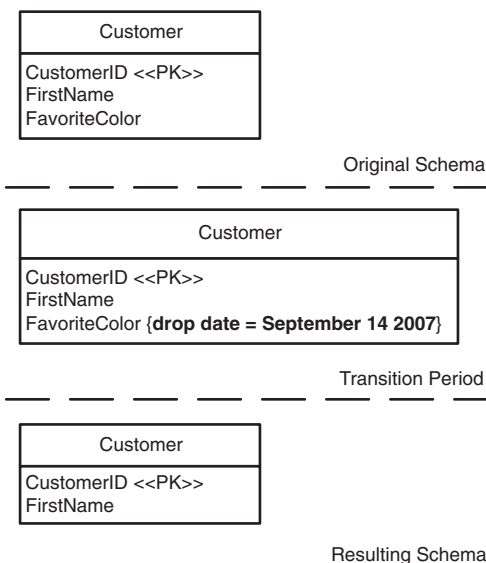 Customer
CustomerID <<PK>>
FirstName
FavoriteColor
Original Schema
Customer
CustomerID <<PK>>
FirstName
FavoriteColor {drop date = September 14 2007}
Transition Period
Customer
CustomerID <<PK>>
FirstName
Resulting Schema